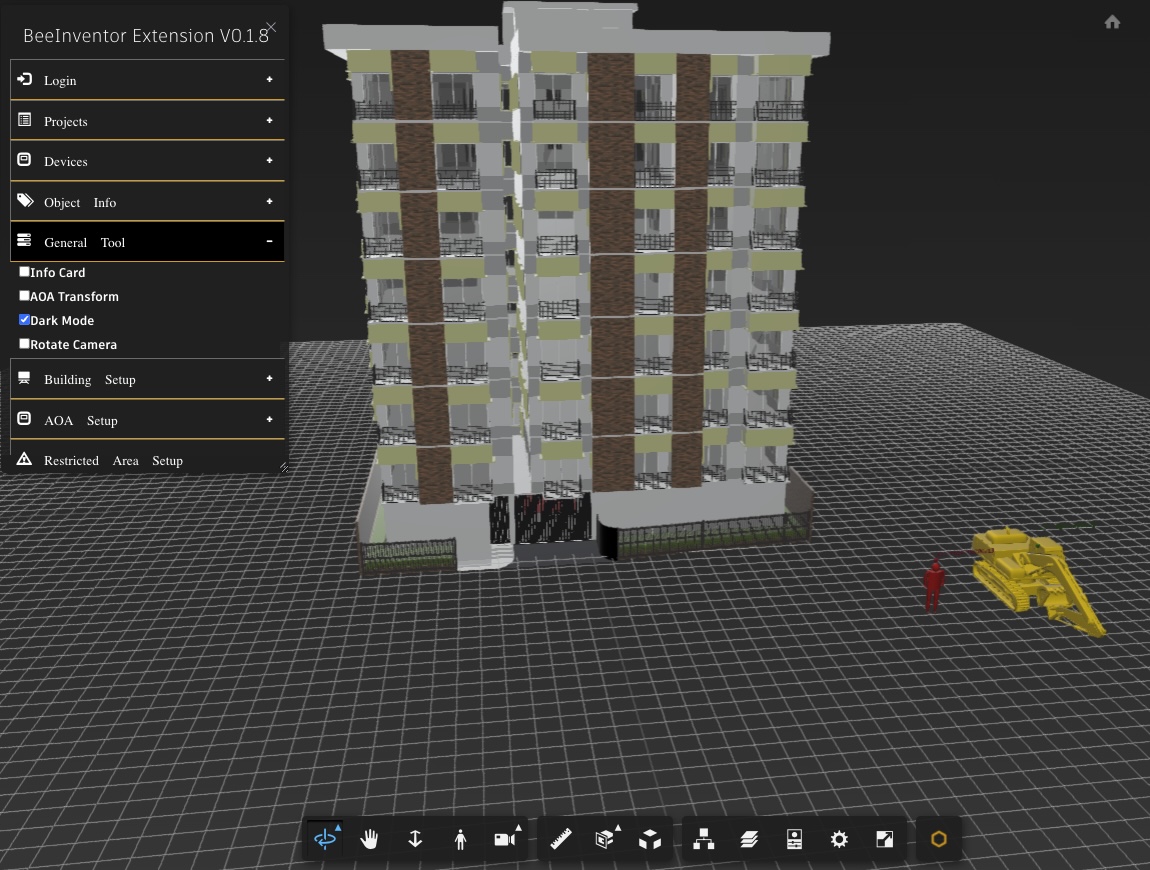 BeeInventor Extension V0.1.8
Login +
Projects +
Devices +
Object Info +
General Tool −
Info Card
AOA Transform
Dark Mode
Rotate Camera
Building Setup +
AOA Setup +
Restricted Area Setup